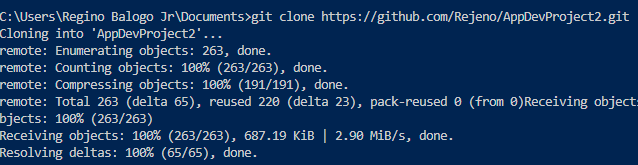 C:\Users\Regino Balogo Jr\Documents>git clone https://github.com/Rejeno/AppDevProject2.git
Cloning into 'AppDevProject2'...
remote: Enumerating objects: 263, done.
remote: Counting objects: 100% (263/263), done.
remote: Compressing objects: 100% (191/191), done.
remote: Total 263 (delta 65), reused 220 (delta 23), pack-reused 0 (from 0)Receiving object
bjects: 100% (263/263)
Receiving objects: 100% (263/263), 687.19 KiB | 2.90 MiB/s, done.
Resolving deltas: 100% (65/65), done.